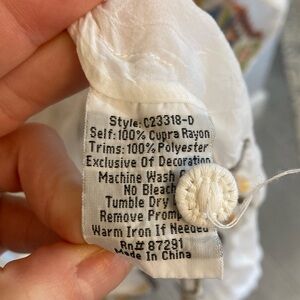 Style: C23318-D
Self: 100% Cupra Rayon
Trims: 100% Polyester
Exclusive Of Decoration
Machine Wash
No Bleach
Tumble Dry
Remove
Warm Iron If Needed
Rn# 87291
Made In China